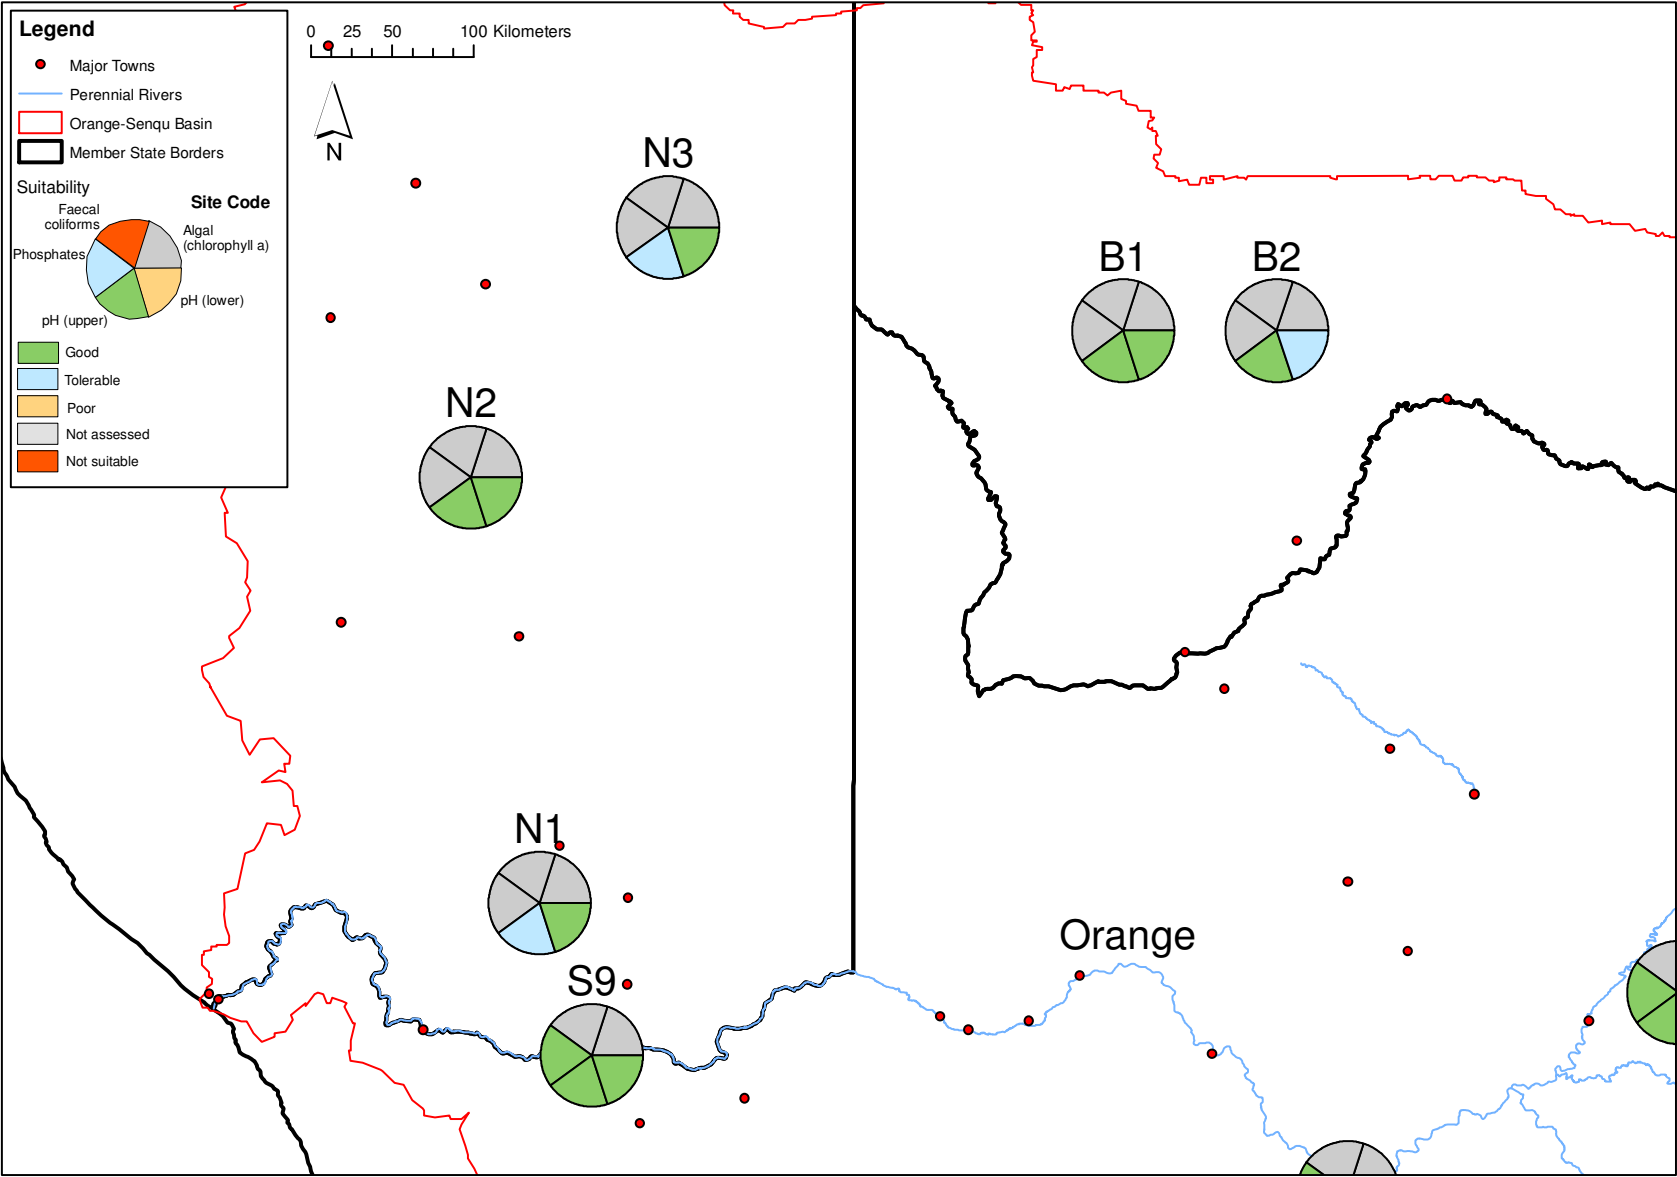 Legend
Major Towns
Perennial Rivers
Orange-Senqu Basin
Member State Borders
Suitability
Site Code
Faecal
coliforms
Algal
(chlorophyll a)
Phosphates
pH (lower)
pH (upper)
Good
Tolerable
Poor
Not assessed
Not suitable
0 25 50 100 Kilometers
N
N3
B1
B2
N2
N1
Orange
S9